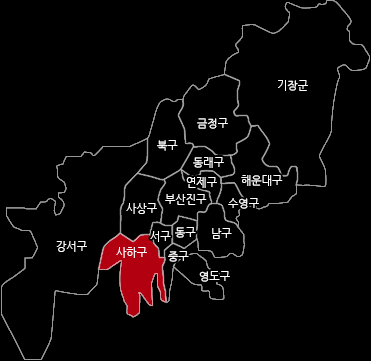 기장군
금정구
북구
동래구
연제구
해운대구
부산진구
수영구
사상구
서구
동구
남구
강서구
사하구
중구
영도구